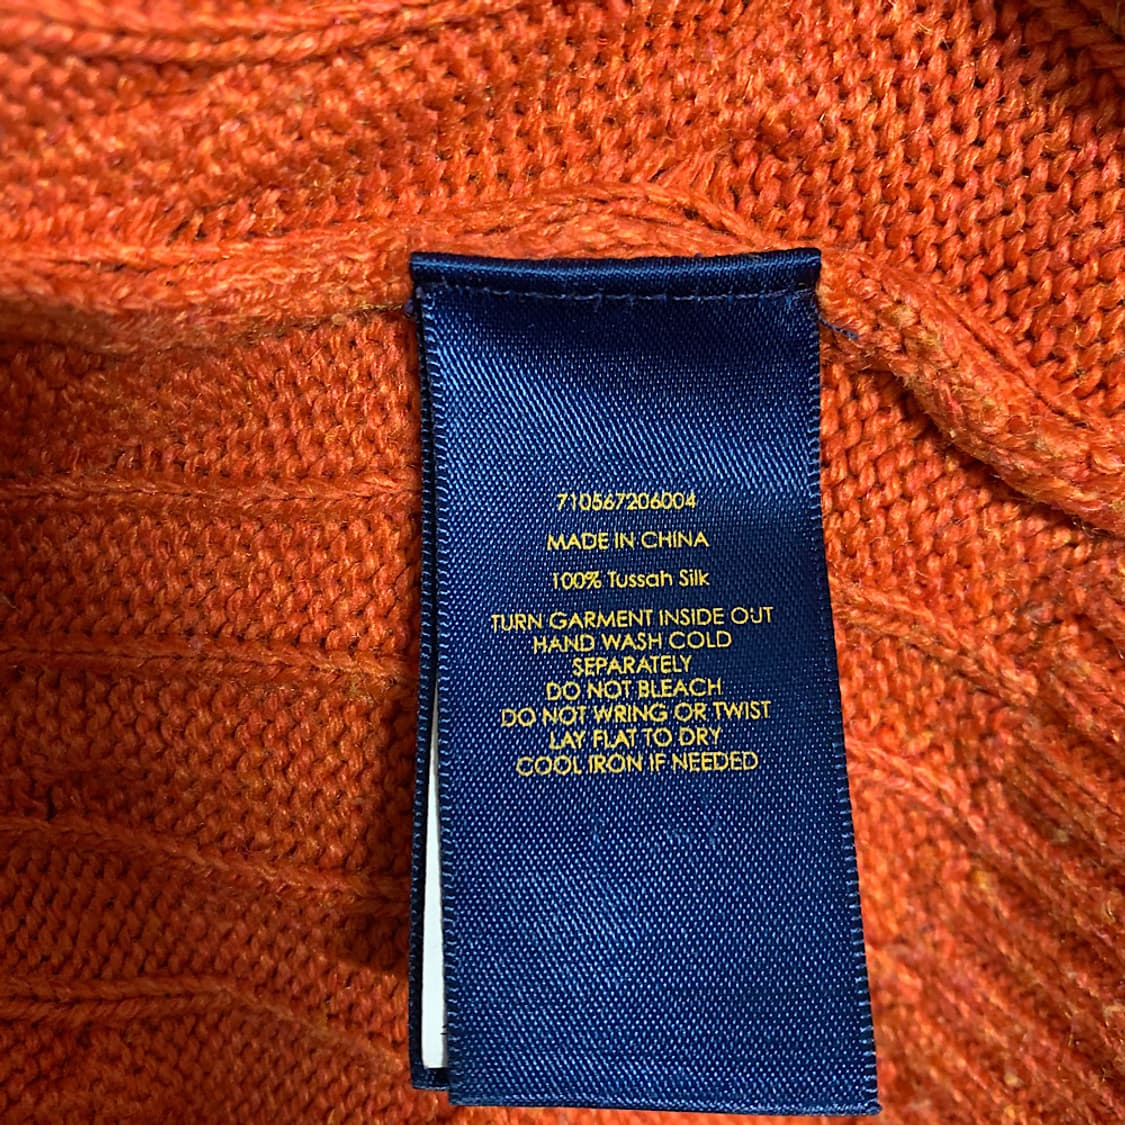 710567206004
MADE IN CHINA
100% Tussah Silk
TURN GARMENT INSIDE OUT
HAND WASH COLD
SEPARATELY
DO NOT BLEACH
DO NOT WRING OR TWIST
LAY FLAT TO DRY
COOL IRON IF NEEDED